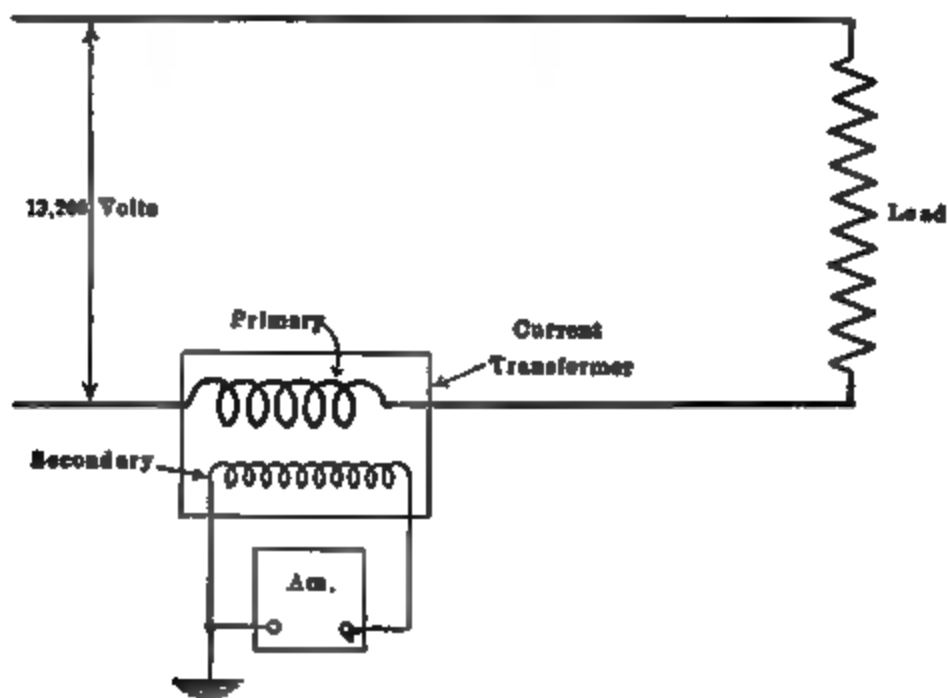 13,200 Volts
Load
Primary
Current
Transformer
Secondary
Am.